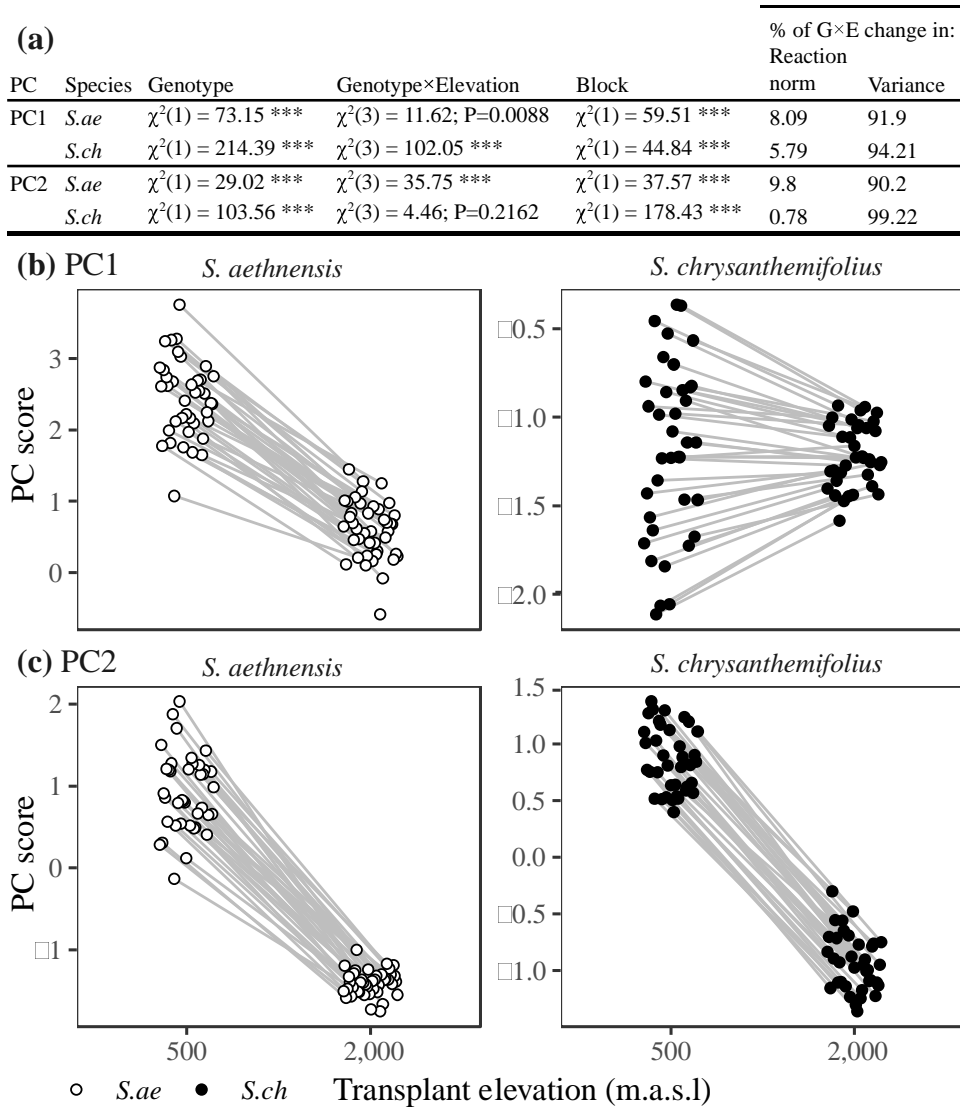 (a)
% of G×E change in:
Reaction
PC Species Genotype Genotype×Elevation Block norm Variance
PC1 S.ae χ²(1) = 73.15 *** χ²(3) = 11.62; P=0.0088 χ²(1) = 59.51 *** 8.09 91.9
S.ch χ²(1) = 214.39 *** χ²(3) = 102.05 *** χ²(1) = 44.84 *** 5.79 94.21
PC2 S.ae χ²(1) = 29.02 *** χ²(3) = 35.75 *** χ²(1) = 37.57 *** 9.8 90.2
S.ch χ²(1) = 103.56 *** χ²(3) = 4.46; P=0.2162 χ²(1) = 178.43 *** 0.78 99.22
(b) PC1 S. aethnensis S. chrysanthemifolius
PC score
3
2
1
0
□0.5
□1.0
□1.5
□2.0
(c) PC2 S. aethnensis S. chrysanthemifolius
PC score
2
1
0
□1
1.5
1.0
0.5
0.0
□0.5
□1.0
500 2,000 500 2,000
S.ae S.ch Transplant elevation (m.a.s.l)